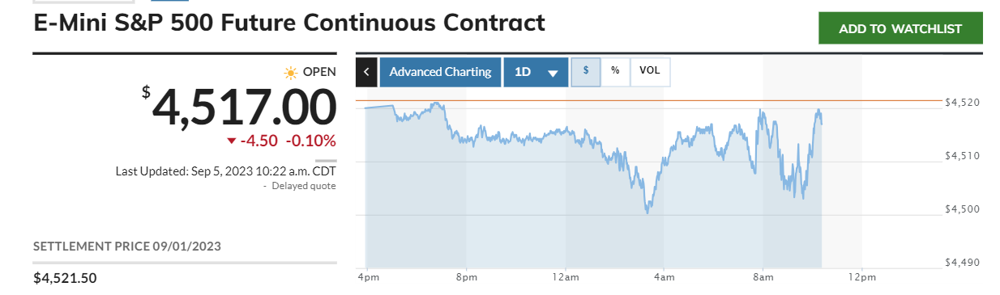 E-Mini S&P 500 Future Continuous Contract
ADD TO WATCHLIST
OPEN
$4,517.00
-4.50 -0.10%
Last Updated: Sep 5, 2023 10:22 a.m. CDT
- Delayed quote
SETTLEMENT PRICE 09/01/2023
$4,521.50
Advanced Charting
1D
$
%
VOL
$4,520
$4,510
$4,500
$4,490
4pm 8pm 12am 4am 8am 12pm